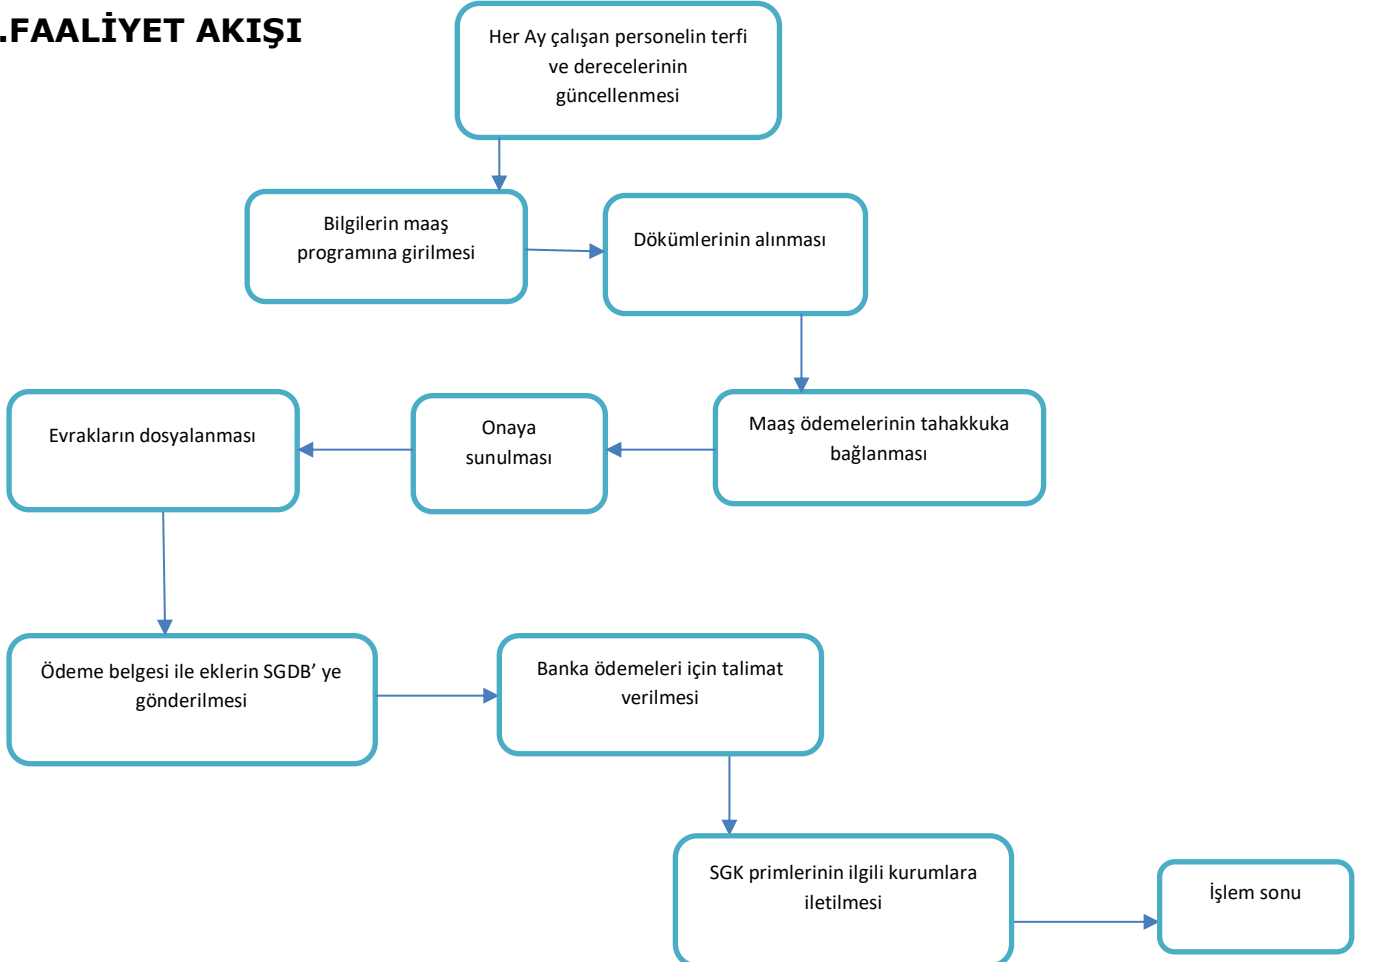 .FAALİYET AKIŞI
Her Ay çalışan personelin terfi
ve derecelerinin
güncellenmesi
Bilgilerin maaş
programına girilmesi
Dökümlerinin alınması
Maaş ödemelerinin tahakkuka
bağlanması
Onaya
sunulması
Evrakların dosyalanması
Ödeme belgesi ile eklerin SGDB’ ye
gönderilmesi
Banka ödemeleri için talimat
verilmesi
SGK primlerinin ilgili kurumlara
iletilmesi
İşlem sonu